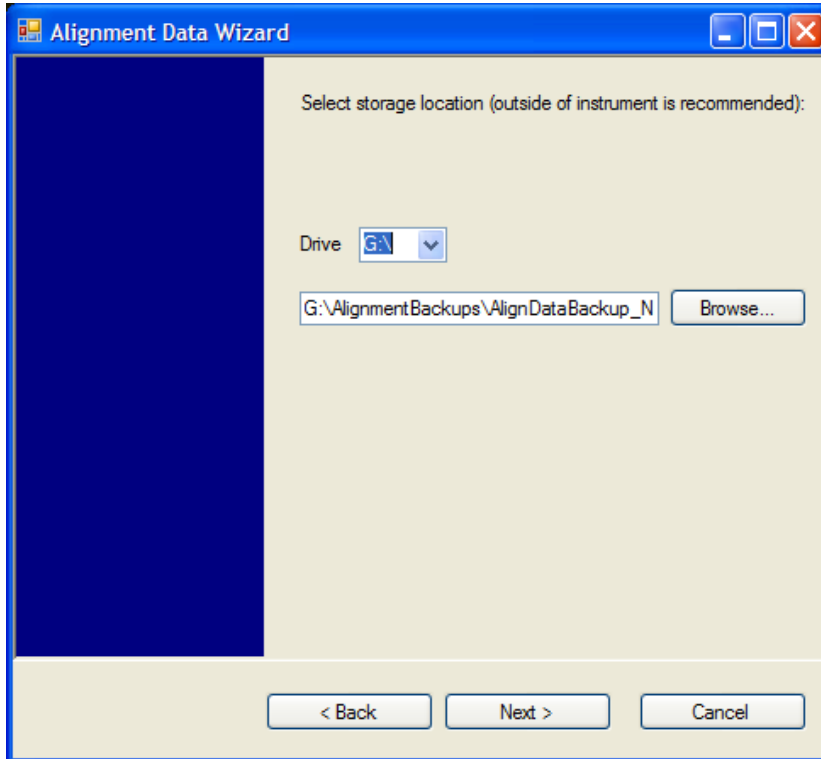 Alignment Data Wizard
Select storage location (outside of instrument is recommended):
Drive G:\
G:\AlignmentBackups\AlignDataBackup_N Browse...
< Back Next > Cancel